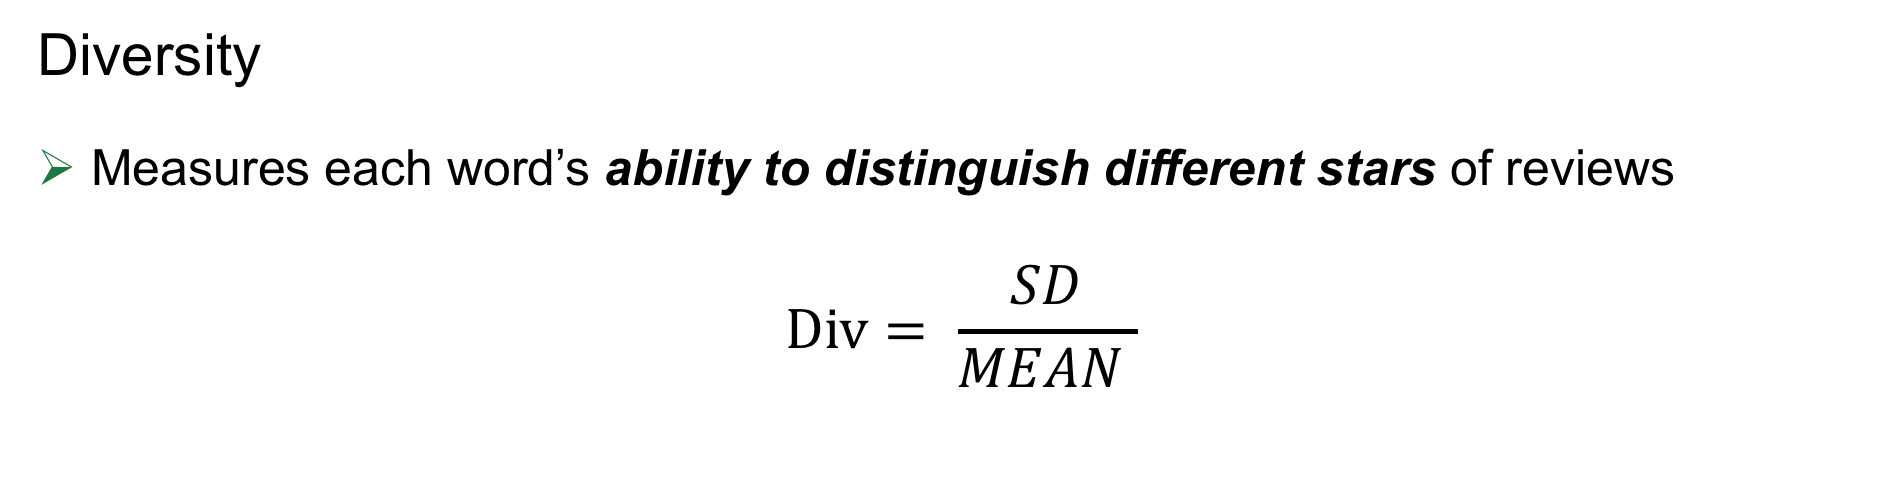 Diversity
➢ Measures each word’s ability to distinguish different stars of reviews
Div = SD / MEAN